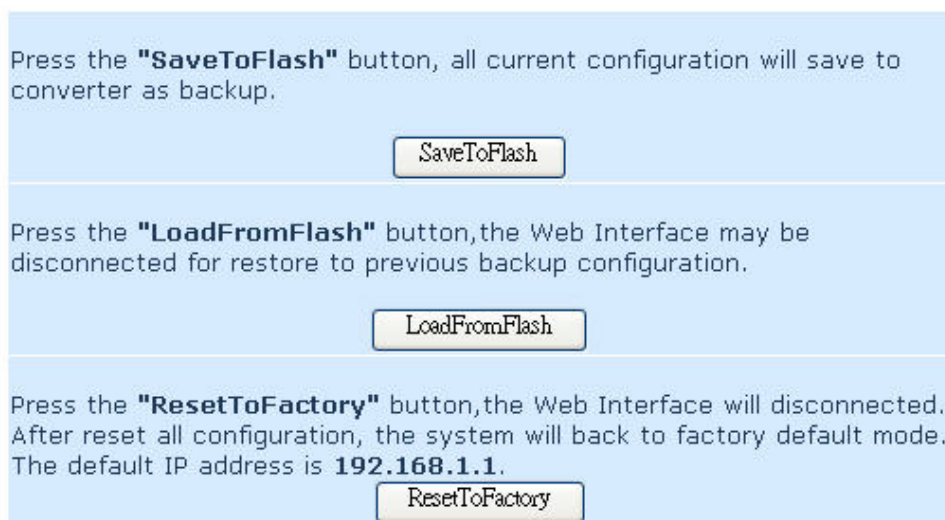 Press the "SaveToFlash" button, all current configuration will save to
converter as backup.
SaveToFlash
Press the "LoadFromFlash" button,the Web Interface may be
disconnected for restore to previous backup configuration.
LoadFromFlash
Press the "ResetToFactory" button,the Web Interface will disconnected.
After reset all configuration, the system will back to factory default mode.
The default IP address is 192.168.1.1.
ResetToFactory